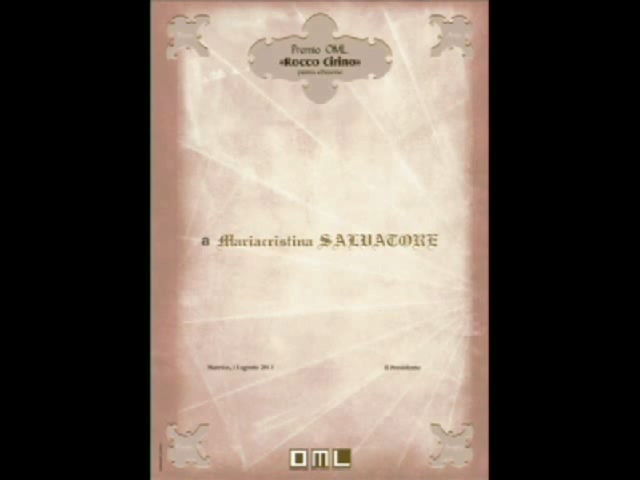 Premio OML
«Rocco Cirino»
a Mariacristina SALVATORE
Il Presidente
OML